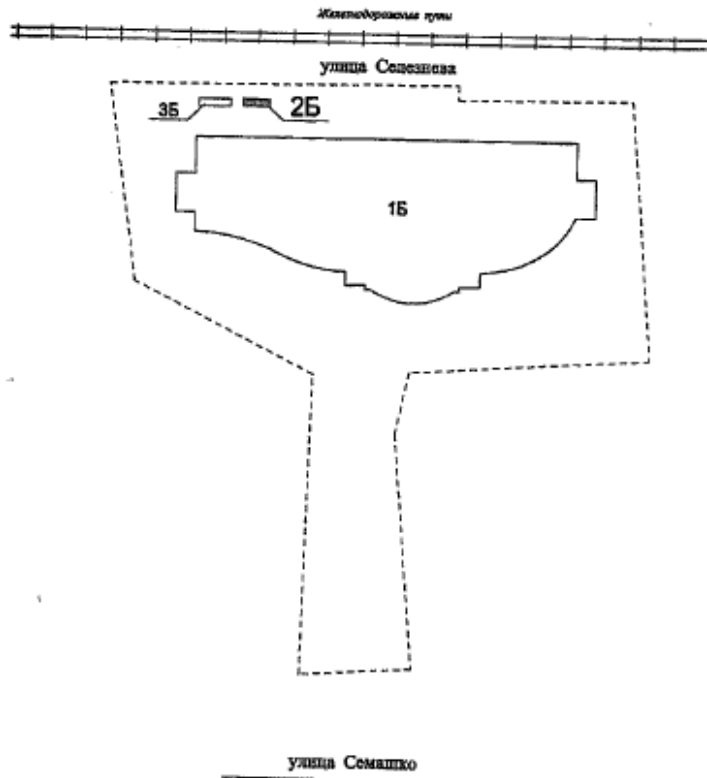 Железнодорожные пути
улица Селезнева
3Б 2Б
1Б
улица Семашко